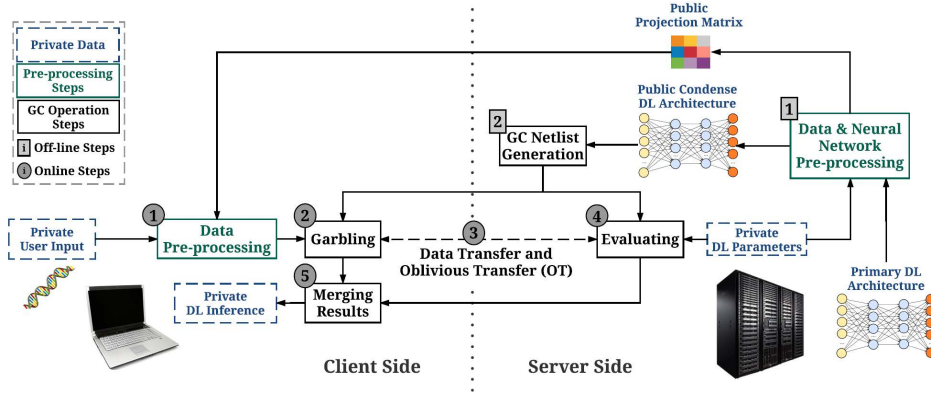 Private Data
Pre-processing
Steps
GC Operation
Steps
i Off-line Steps
i Online Steps
Public
Projection Matrix
Public Condense
DL Architecture
1
Data & Neural
Network
Pre-processing
2
GC Netlist
Generation
Private
User Input
1
Data
Pre-processing
2
Garbling
3
Data Transfer and
Oblivious Transfer (OT)
4
Evaluating
Private
DL Parameters
Primary DL
Architecture
5
Merging
Results
Private
DL Inference
Client Side
Server Side